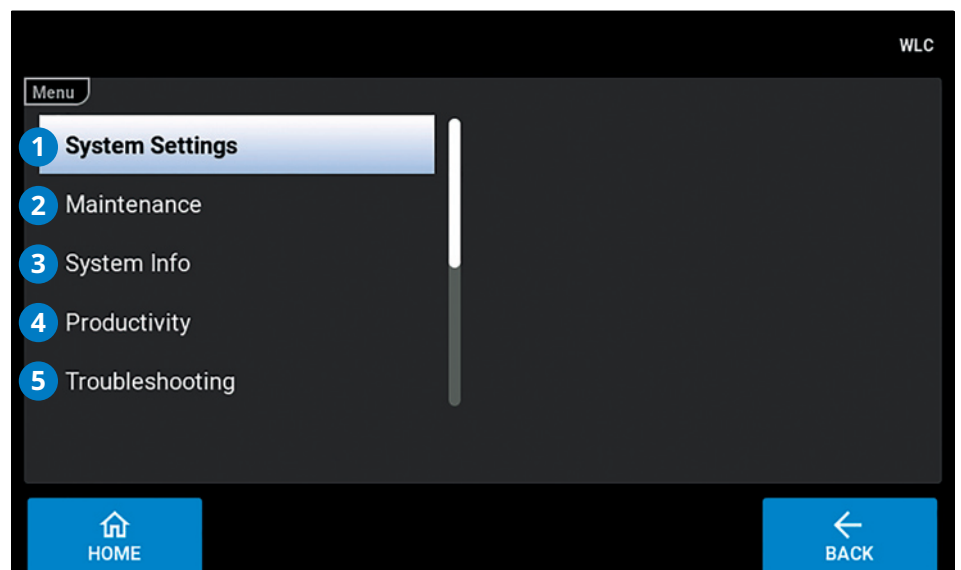 WLC
Menu
1 System Settings
2 Maintenance
3 System Info
4 Productivity
5 Troubleshooting
HOME
BACK